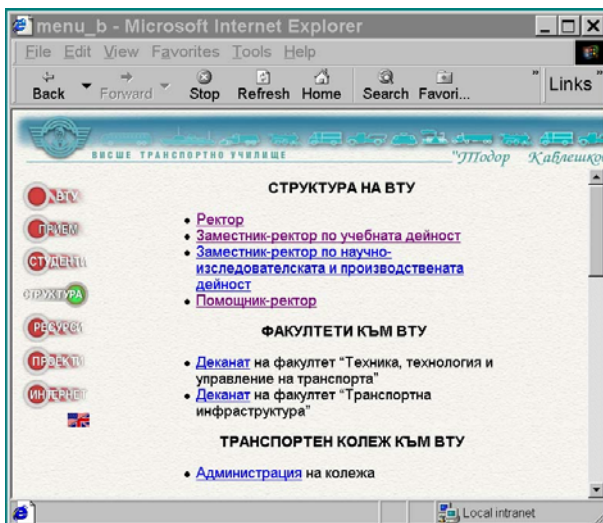 menu_b - Microsoft Internet Explorer
File Edit View Favorites Tools Help
Back Forward Stop Refresh Home Search Favori... " Links "
ВИСШЕ ТРАНСПОРТНО УЧИЛИЩЕ "Тодор Каблешко
ВТУ
ПРИЕМ
СТУДЕНТИ
СТРУКТУРА
РЕСУРСИ
ПРОЕКТИ
ИНТЕРНЕТ
СТРУКТУРА НА ВТУ
• Ректор
• Заместник-ректор по учебната дейност
• Заместник-ректор по научно-
изследователската и производствената
дейност
• Помощник-ректор
ФАКУЛТЕТИ КЪМ ВТУ
• Деканат на факултет “Техника, технология и
управление на транспорта”
• Деканат на факултет “Транспортна
инфраструктура”
ТРАНСПОРТЕН КОЛЕЖ КЪМ ВТУ
• Администрация на колежа
Local intranet